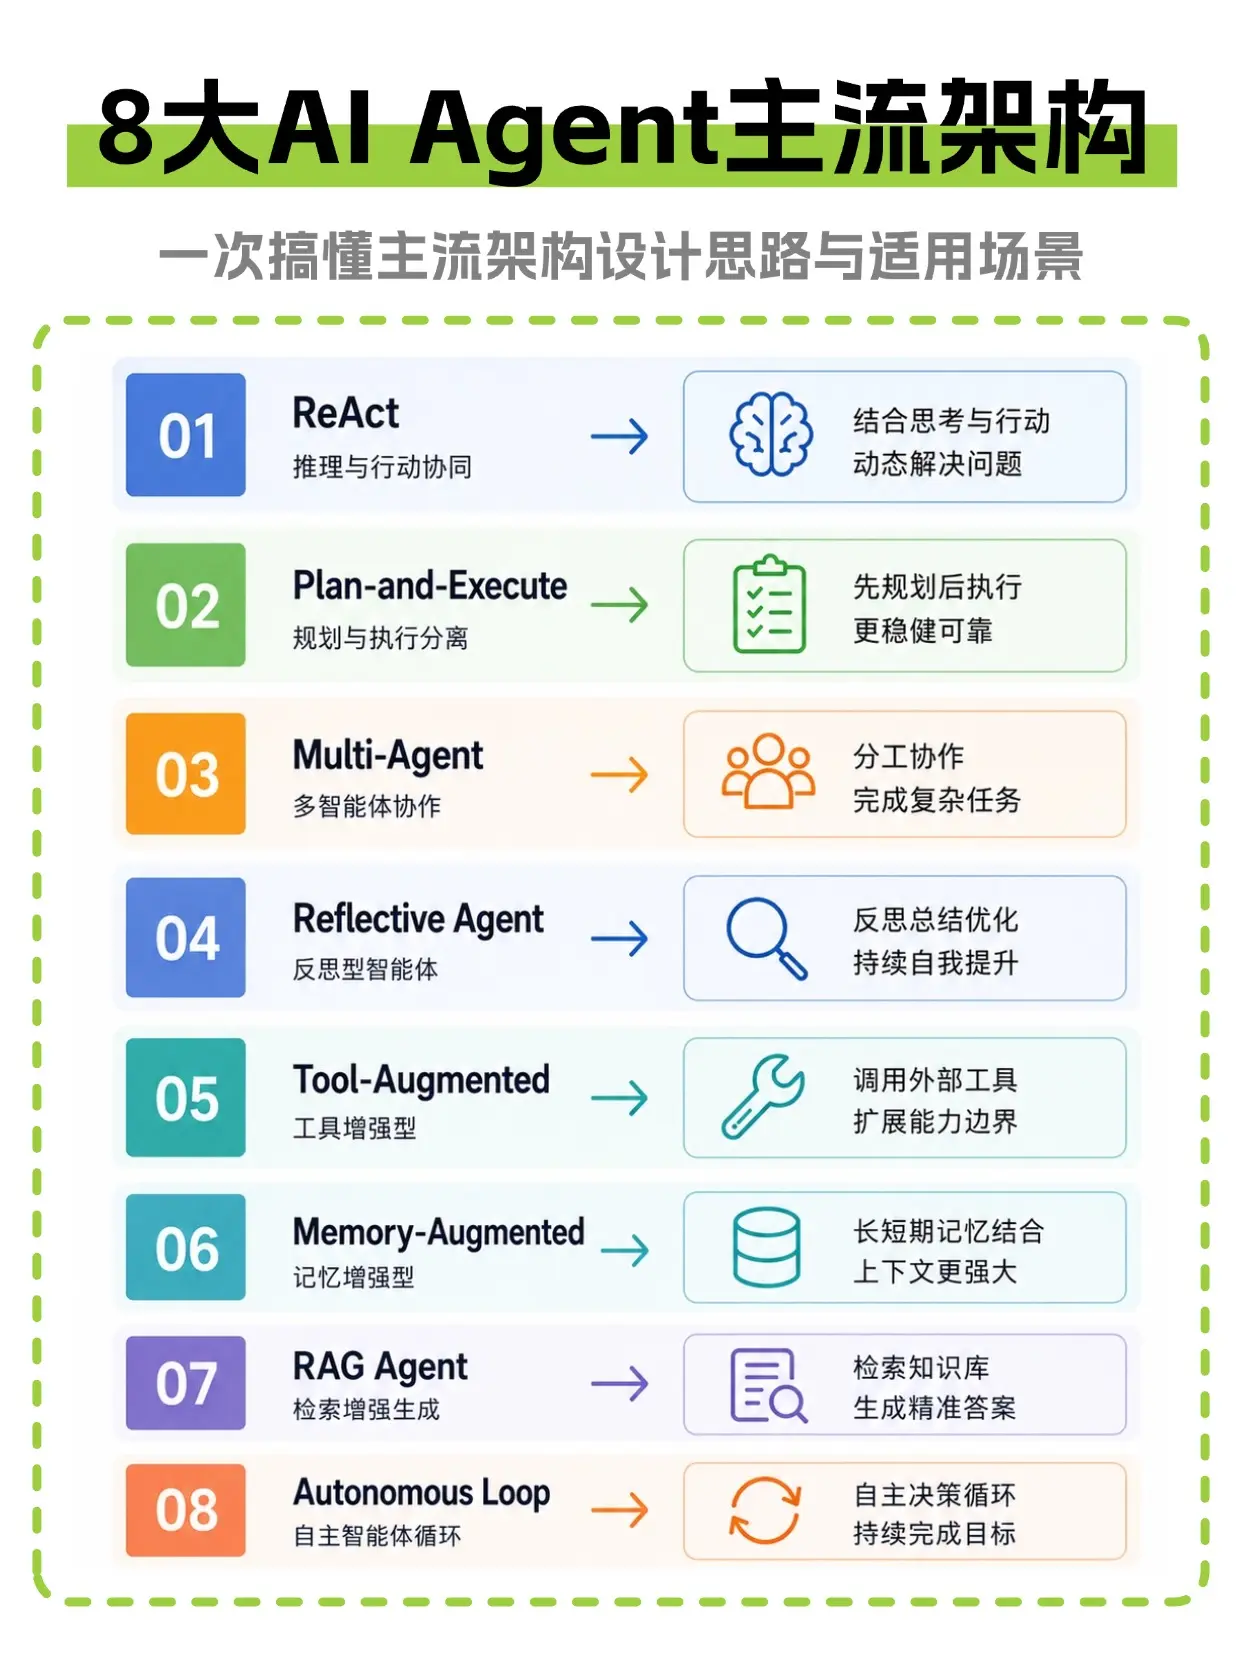 8大AI Agent主流架构
一次搞懂主流架构设计思路与适用场景
01
ReAct
推理与行动协同
结合思考与行动
动态解决问题
02
Plan-and-Execute
规划与执行分离
先规划后执行
更稳健可靠
03
Multi-Agent
多智能体协作
分工协作
完成复杂任务
04
Reflective Agent
反思型智能体
反思总结优化
持续自我提升
05
Tool-Augmented
工具增强型
调用外部工具
扩展能力边界
06
Memory-Augmented
记忆增强型
长短期记忆结合
上下文更强大
07
RAG Agent
检索增强生成
检索知识库
生成精准答案
08
Autonomous Loop
自主智能体循环
自主决策循环
持续完成目标